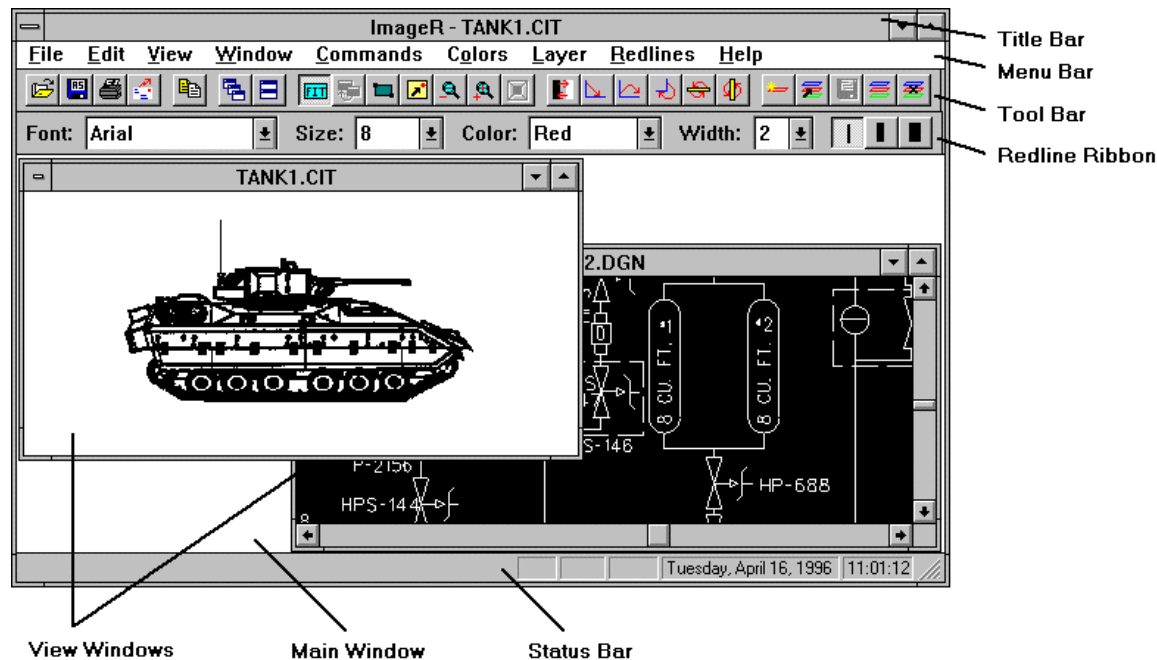 ImageR - TANK1.CIT
Title Bar
File Edit View Window Commands Colors Layer Redlines Help
Menu Bar
FIT
Tool Bar
Font: Arial Size: 8 Color: Red Width: 2
Redline Ribbon
TANK1.CIT
2.DGN
8 CU. FT. #1
8 CU. FT. #2
D
S-146
P-2156
HPS-144
HP-688
8
Tuesday, April 16, 1996 11:01:12
View Windows
Main Window
Status Bar